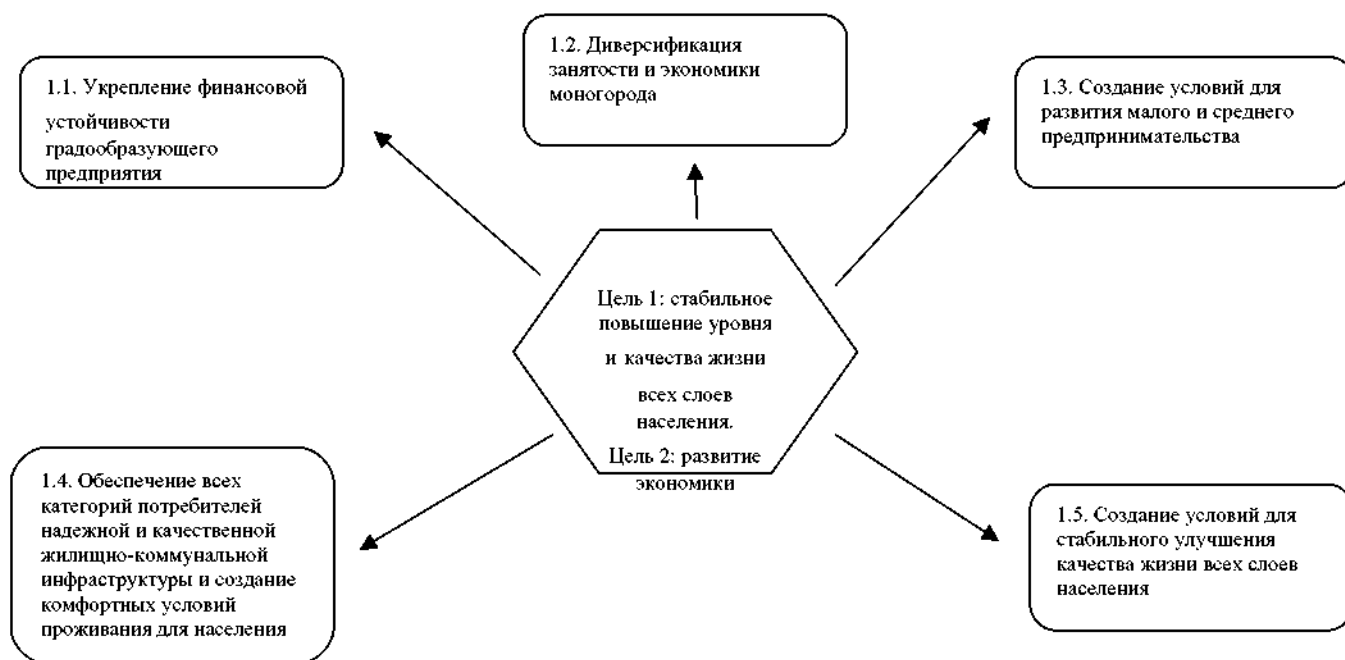 1.1. Укрепление финансовой
устойчивости
градообразующего
предприятия
1.2. Диверсификация
занятости и экономики
моногорода
1.3. Создание условий для
развития малого и среднего
предпринимательства
Цель 1: стабильное
повышение уровня
и качества жизни
всех слоев
населения.
Цель 2: развитие
экономики
1.4. Обеспечение всех
категорий потребителей
надежной и качественной
жилищно-коммунальной
инфраструктуры и создание
комфортных условий
проживания для населения
1.5. Создание условий для
стабильного улучшения
качества жизни всех слоев
населения